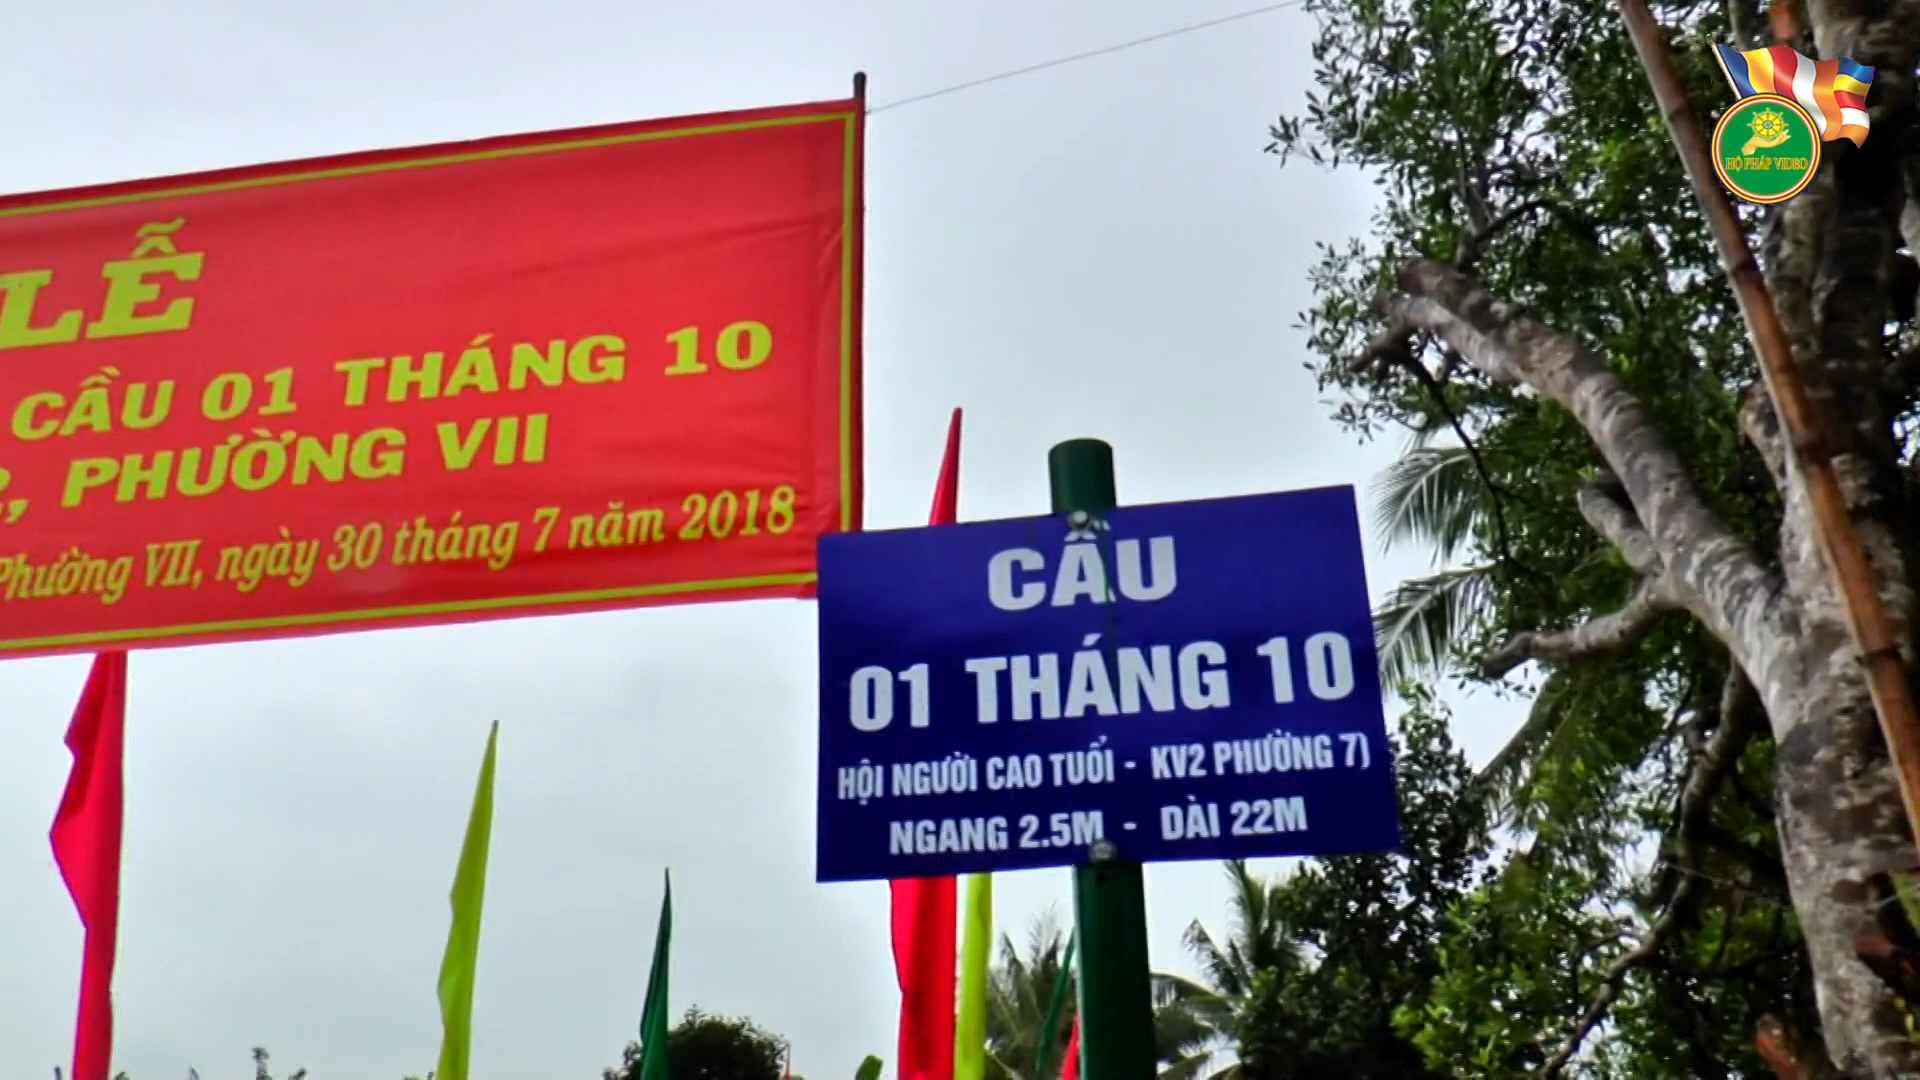 LỄ
CẦU 01 THÁNG 10
2, PHƯỜNG VII
Phường VII, ngày 30 tháng 7 năm 2018
CẦU
01 THÁNG 10
HỘI NGƯỜI CAO TUỔI - KV2 PHƯỜNG 7)
NGANG 2.5M - DÀI 22M
HỘ PHÁP VIDEO